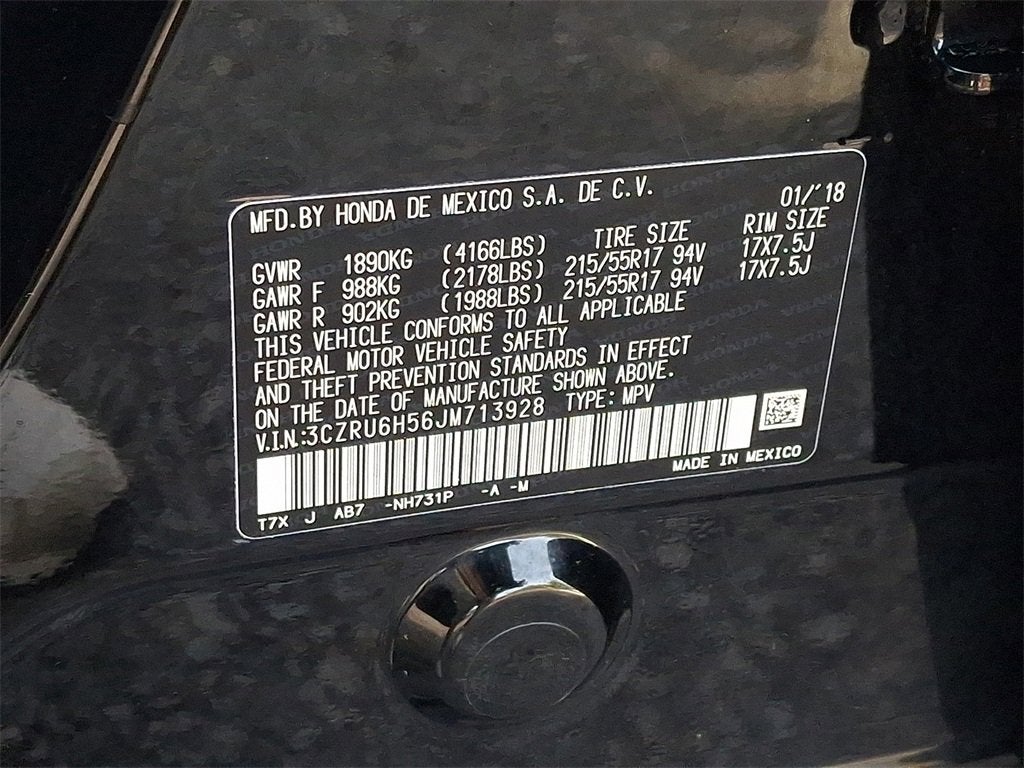 MFD.BY HONDA DE MEXICO S.A. DE C.V. 01/'18
TIRE SIZE RIM SIZE
GVWR 1890KG (4166LBS)
GAWR F 988KG (2178LBS) 215/55R17 94V 17X7.5J
GAWR R 902KG (1988LBS) 215/55R17 94V 17X7.5J
THIS VEHICLE CONFORMS TO ALL APPLICABLE
FEDERAL MOTOR VEHICLE SAFETY
AND THEFT PREVENTION STANDARDS IN EFFECT
ON THE DATE OF MANUFACTURE SHOWN ABOVE.
V.I.N:3CZRU6H56JM713928 TYPE:MPV
MADE IN MEXICO
T7X J AB7 -NH731P -A -M